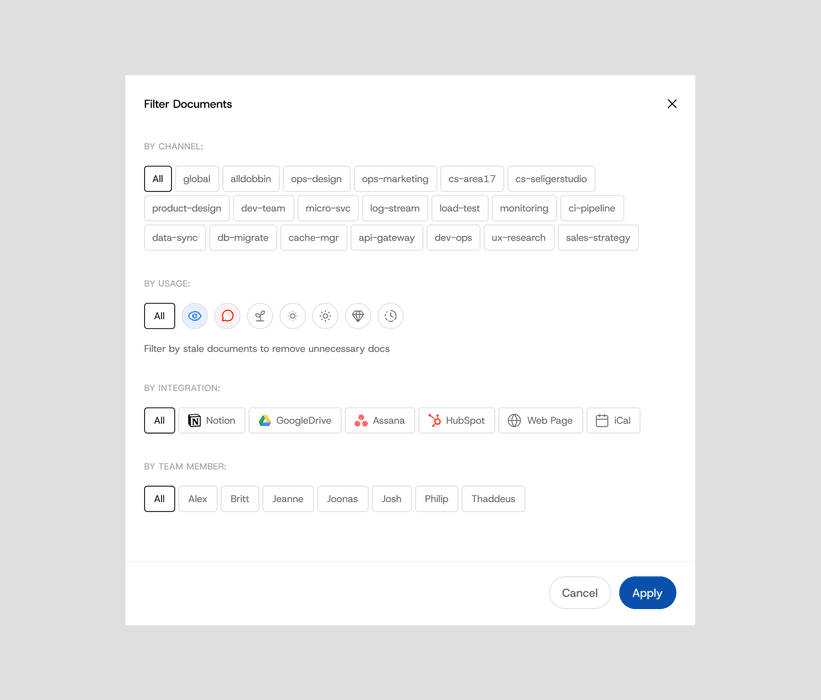 Filter Documents
BY CHANNEL:
All global alldobbin ops-design ops-marketing cs-area17 cs-seligerstudio
product-design dev-team micro-svc log-stream load-test monitoring ci-pipeline
data-sync db-migrate cache-mgr api-gateway dev-ops ux-research sales-strategy
BY USAGE:
All
Filter by stale documents to remove unnecessary docs
BY INTEGRATION:
All Notion GoogleDrive Assana HubSpot Web Page iCal
BY TEAM MEMBER:
All Alex Britt Jeanne Joonas Josh Philip Thaddeus
Cancel Apply